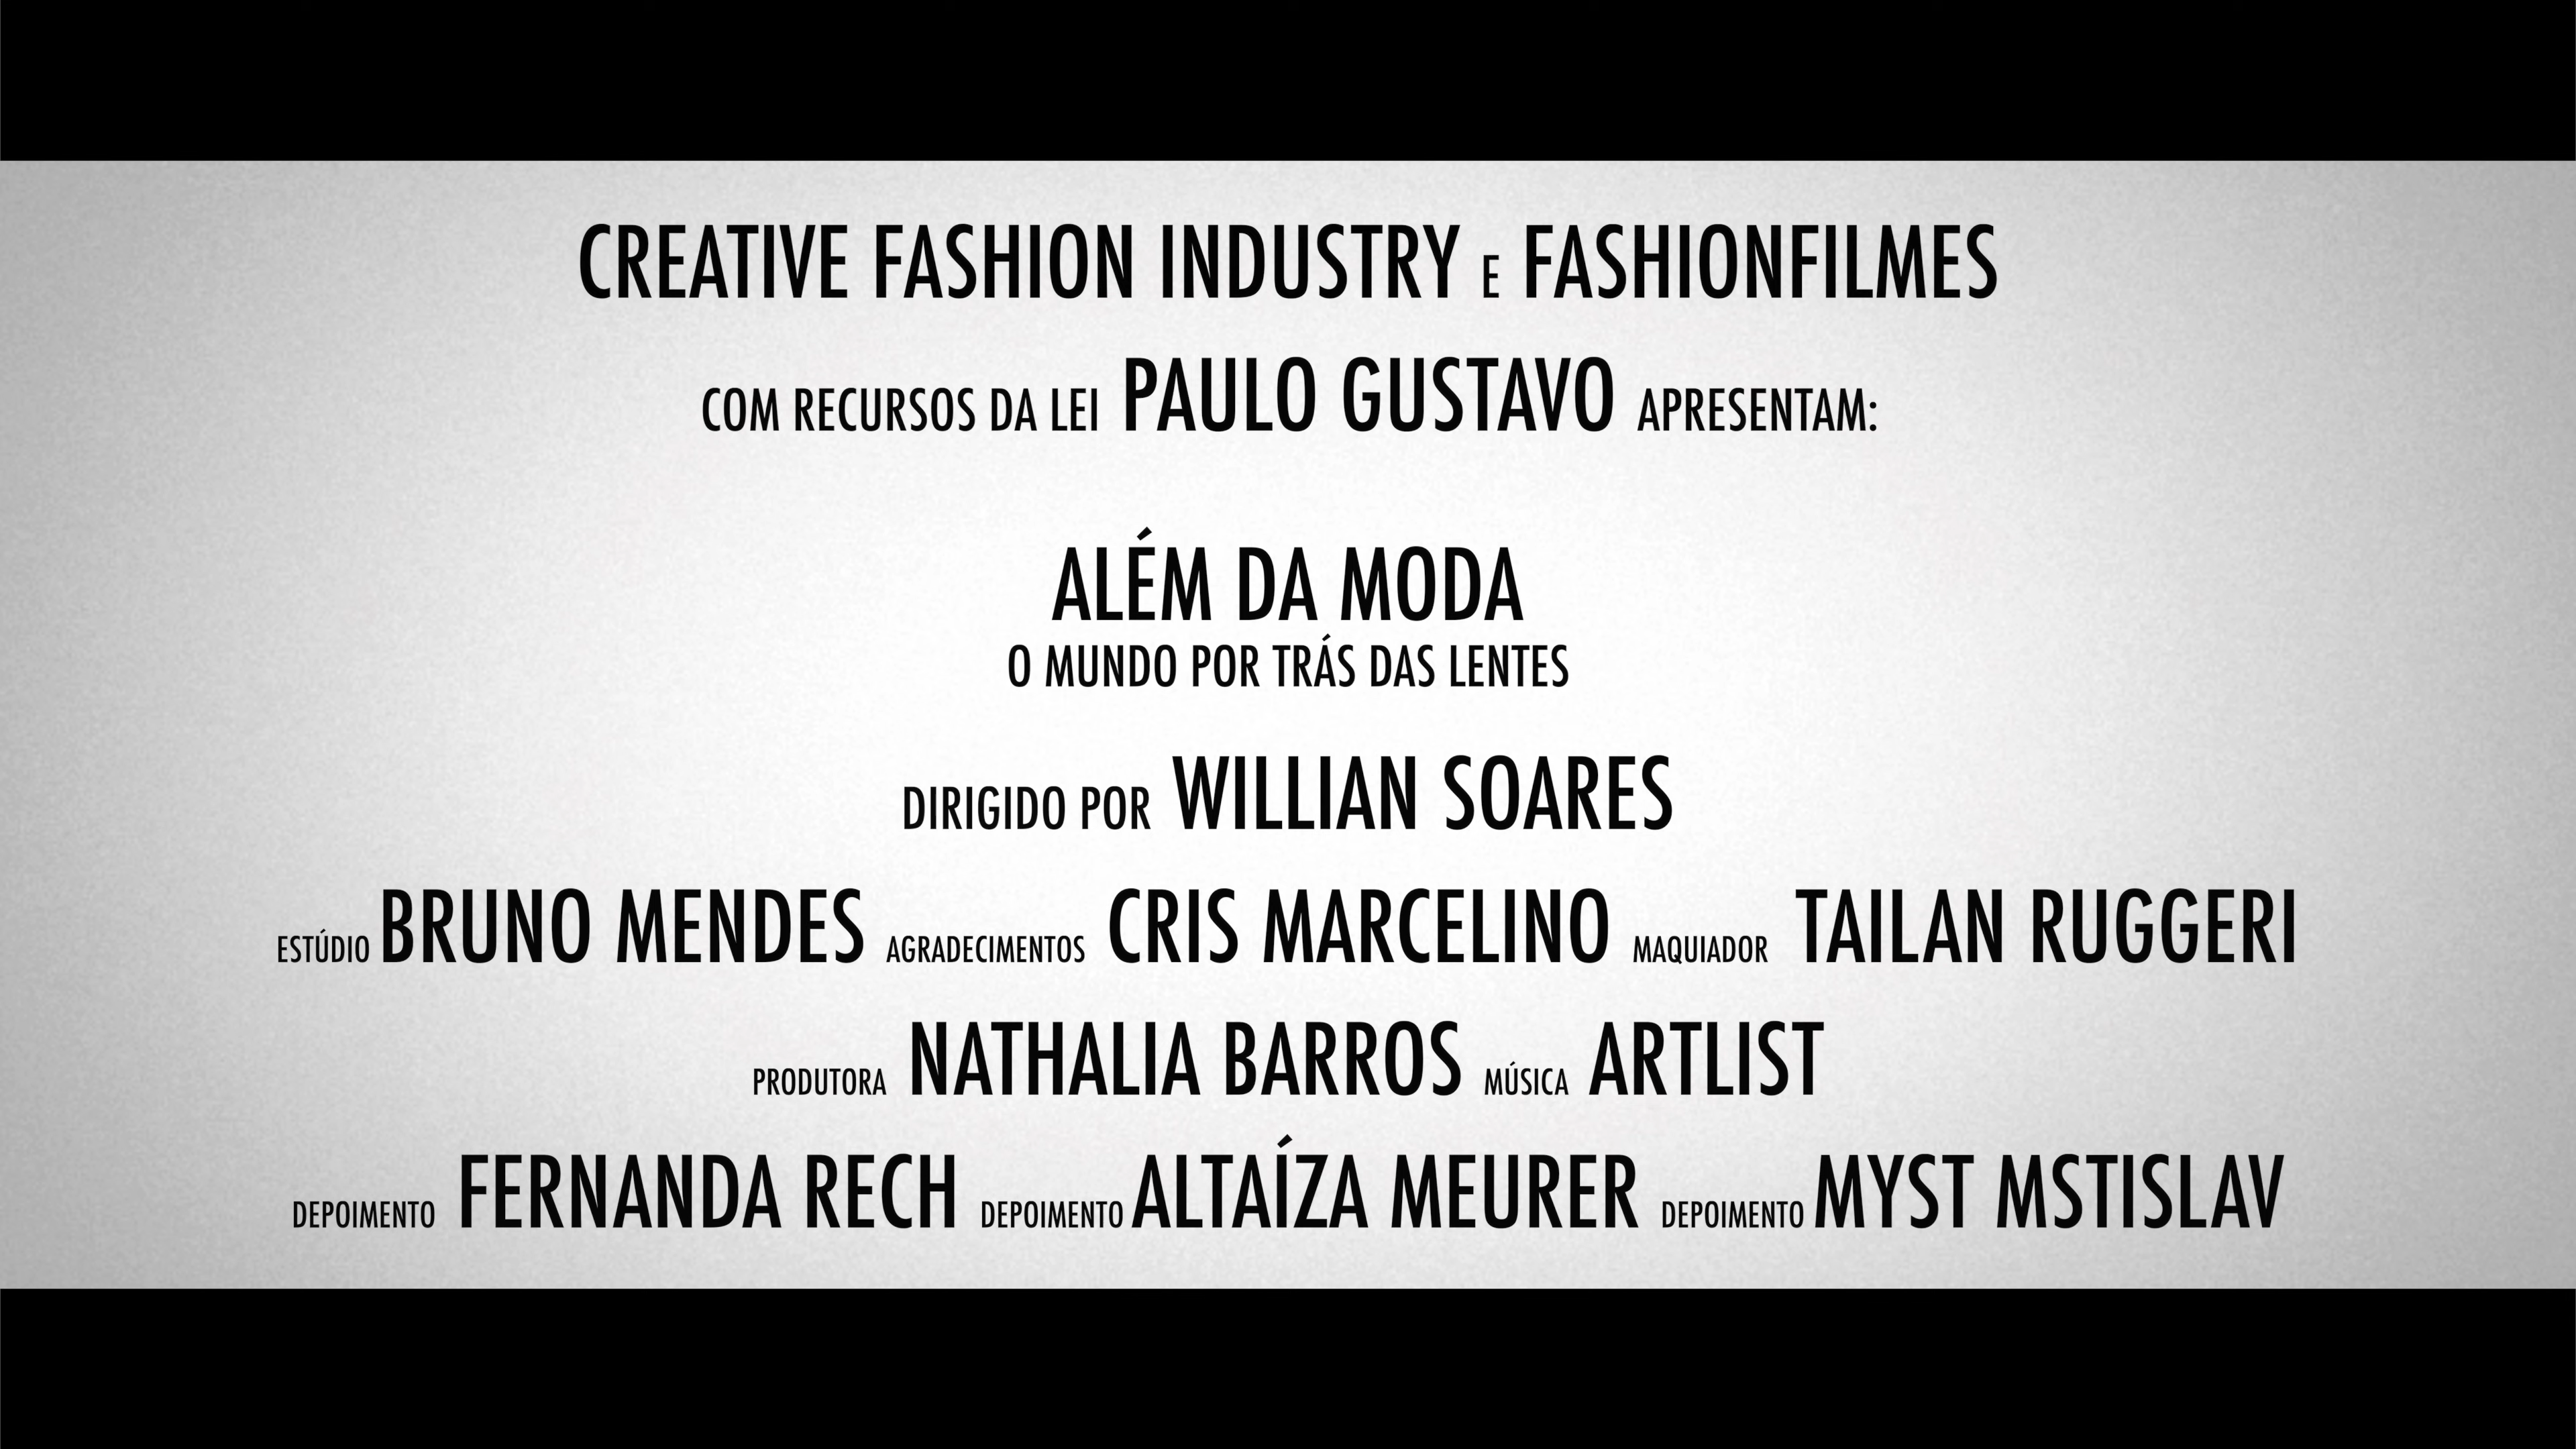 CREATIVE FASHION INDUSTRY E FASHIONFILMES
COM RECURSOS DA LEI PAULO GUSTAVO APRESENTAM:
ALÉM DA MODA
O MUNDO POR TRÁS DAS LENTES
DIRIGIDO POR WILLIAN SOARES
ESTÚDIO BRUNO MENDES AGRADECIMENTOS CRIS MARCELINO MAQUIADOR TAILAN RUGGERI
PRODUTORA NATHALIA BARROS MÚSICA ARTLIST
DEPOIMENTO FERNANDA RECH DEPOIMENTO ALTAÍZA MEURER DEPOIMENTO MYST MSTISLAV